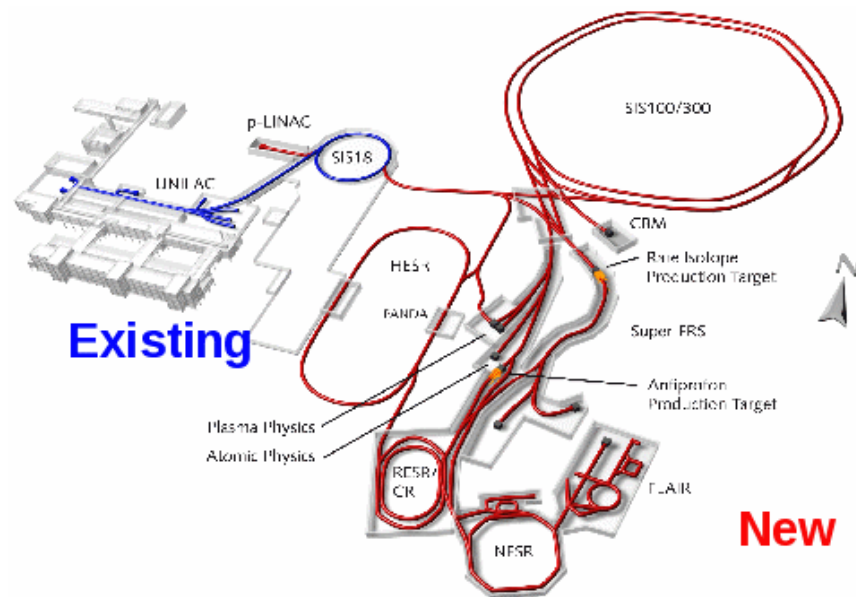 SIS100/300
p-LINAC
SIS18
UNILAC
CBM
Rare Isotope
Production Target
HESR
PANDA
Super FRS
Existing
Antiproton
Production Target
Plasma Physics
Atomic Physics
RESR/
CR
FLAIR
NESR
New
N